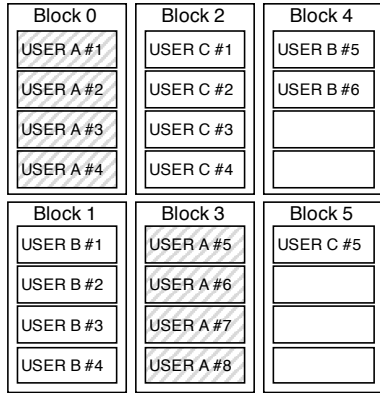 Block 0
USER A #1
USER A #2
USER A #3
USER A #4
Block 2
USER C #1
USER C #2
USER C #3
USER C #4
Block 4
USER B #5
USER B #6
Block 1
USER B #1
USER B #2
USER B #3
USER B #4
Block 3
USER A #5
USER A #6
USER A #7
USER A #8
Block 5
USER C #5